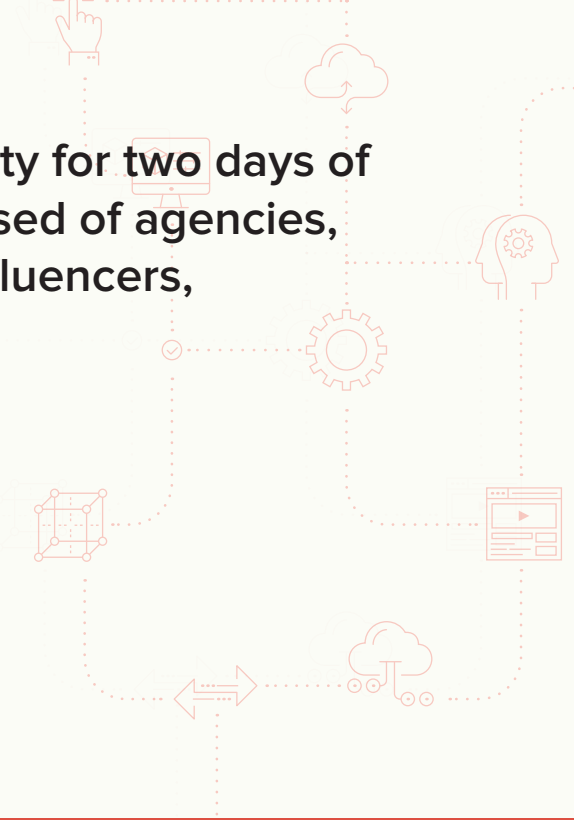 ty for two days of
sed of agencies,
luencers,